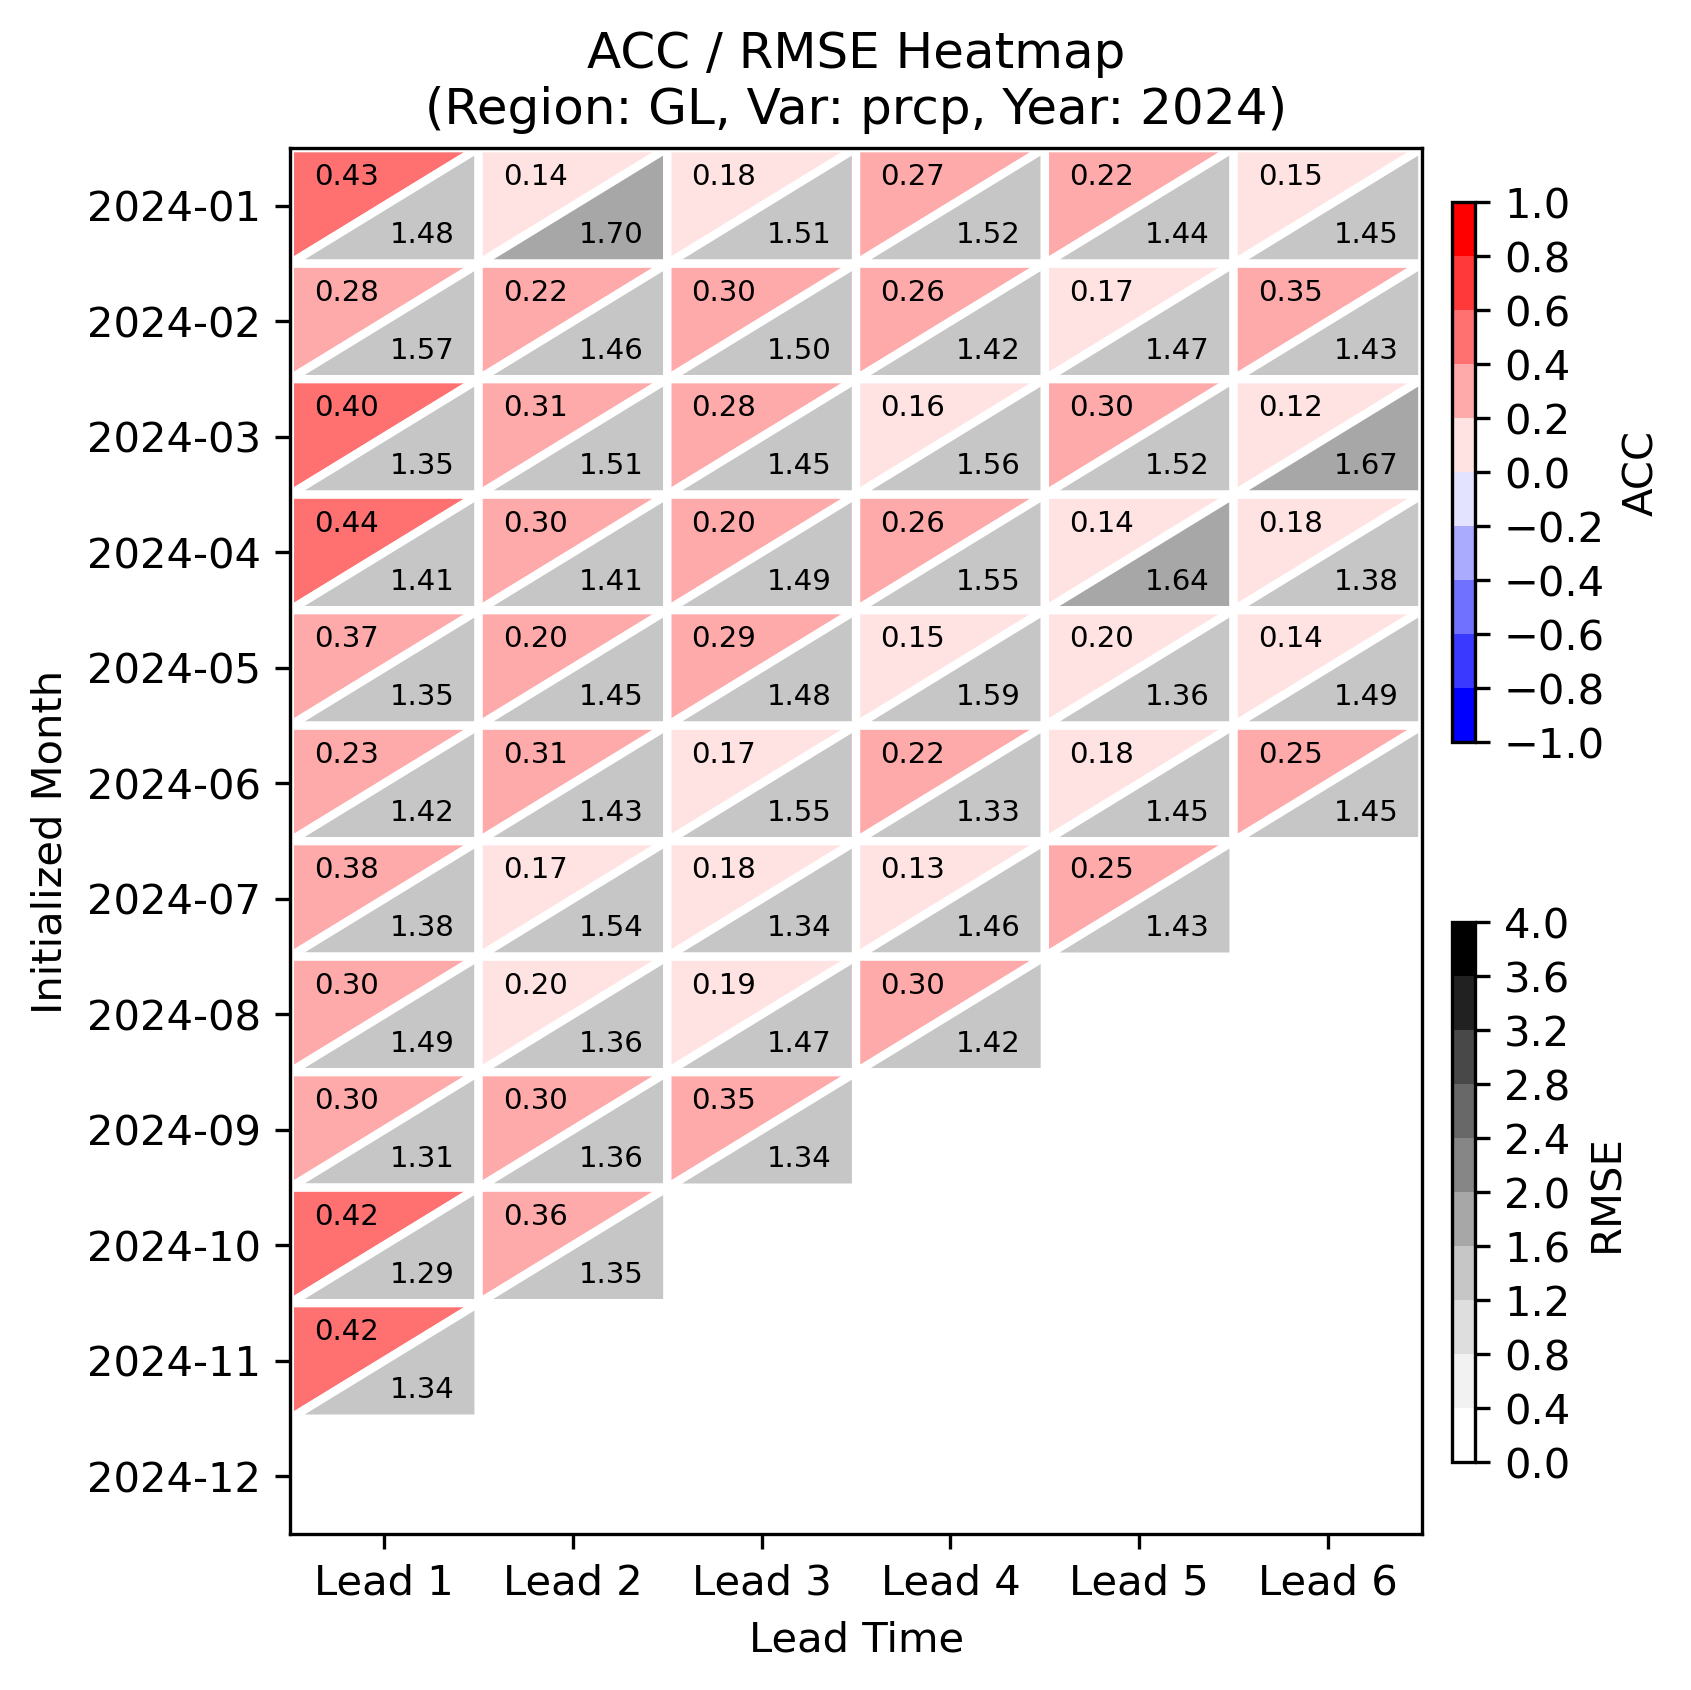 ACC / RMSE Heatmap
(Region: GL, Var: prcp, Year: 2024)
Initialized Month
2024-01
0.43 0.14 0.18 0.27 0.22 0.15
1.48 1.70 1.51 1.52 1.44 1.45
2024-02
0.28 0.22 0.30 0.26 0.17 0.35
1.57 1.46 1.50 1.42 1.47 1.43
2024-03
0.40 0.31 0.28 0.16 0.30 0.12
1.35 1.51 1.45 1.56 1.52 1.67
2024-04
0.44 0.30 0.20 0.26 0.14 0.18
1.41 1.41 1.49 1.55 1.64 1.38
2024-05
0.37 0.20 0.29 0.15 0.20 0.14
1.35 1.45 1.48 1.59 1.36 1.49
2024-06
0.23 0.31 0.17 0.22 0.18 0.25
1.42 1.43 1.55 1.33 1.45 1.45
2024-07
0.38 0.17 0.18 0.13 0.25
1.38 1.54 1.34 1.46 1.43
2024-08
0.30 0.20 0.19 0.30
1.49 1.36 1.47 1.42
2024-09
0.30 0.30 0.35
1.31 1.36 1.34
2024-10
0.42 0.36
1.29 1.35
2024-11
0.42
1.34
2024-12
Lead 1 Lead 2 Lead 3 Lead 4 Lead 5 Lead 6
Lead Time
1.0
0.8
0.6
0.4
0.2
0.0
−0.2
−0.4
−0.6
−0.8
−1.0
ACC
4.0
3.6
3.2
2.8
2.4
2.0
1.6
1.2
0.8
0.4
0.0
RMSE